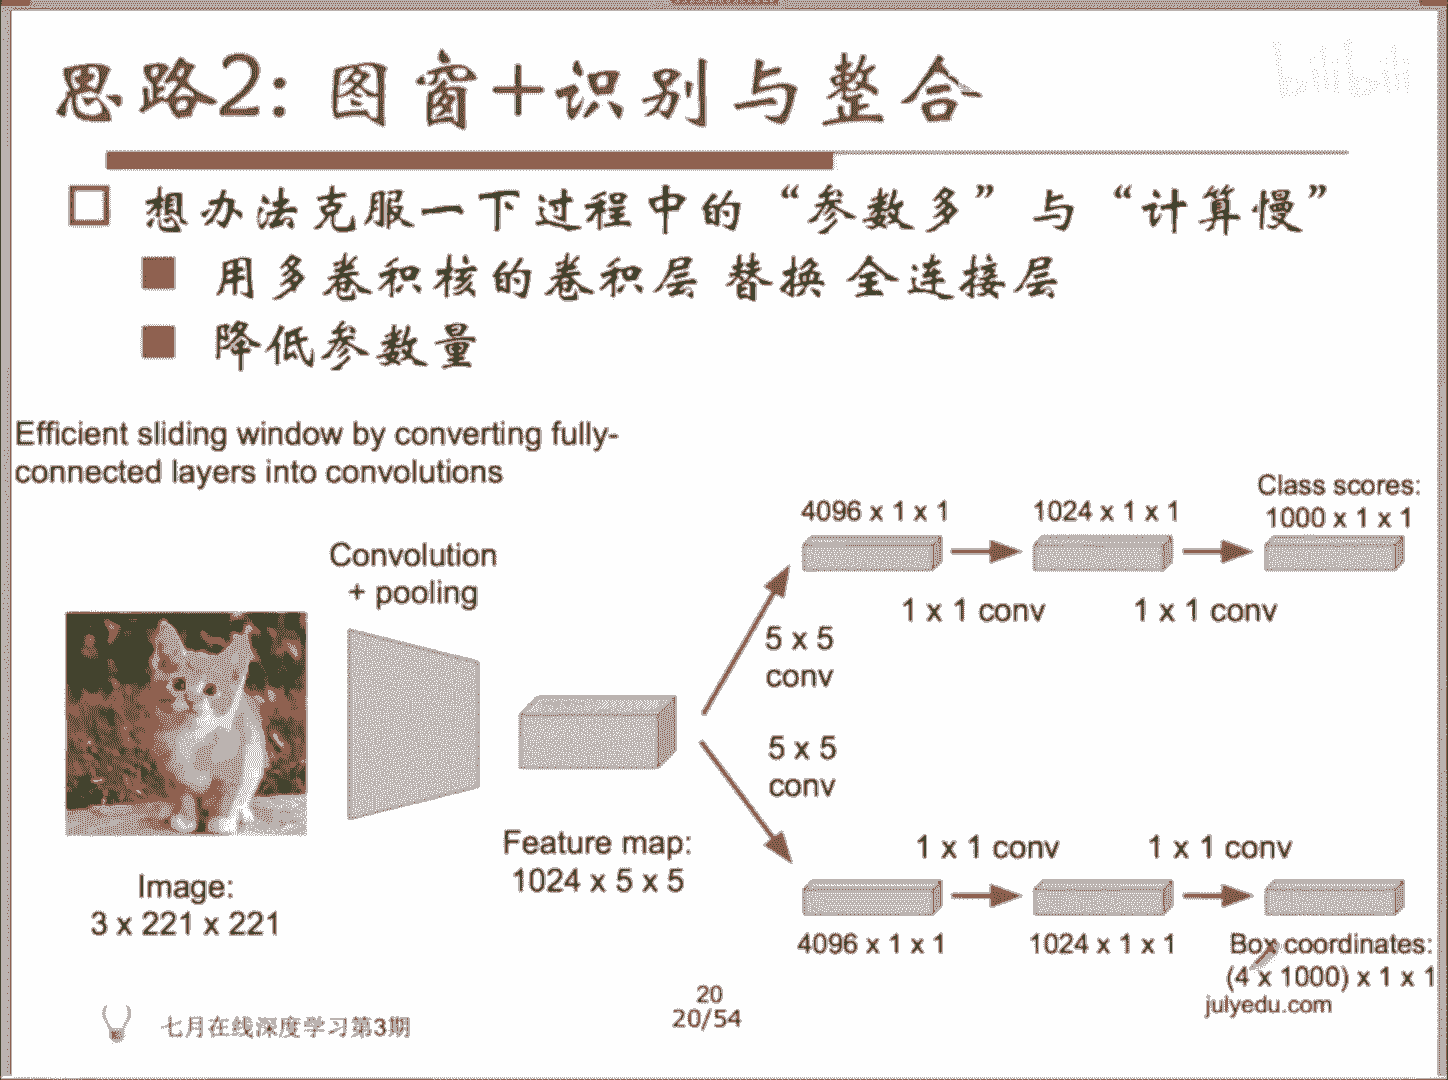 思路2: 图窗+识别与整合
bilibili
想办法克服一下过程中的“参数多”与“计算慢”
用多卷积核的卷积层 替换 全连接层
降低参数量
Efficient sliding window by converting fully-
connected layers into convolutions
Convolution
+ pooling
Image:
3 x 221 x 221
Feature map:
1024 x 5 x 5
5 x 5
conv
4096 x 1 x 1
1 x 1 conv
1024 x 1 x 1
1 x 1 conv
Class scores:
1000 x 1 x 1
5 x 5
conv
4096 x 1 x 1
1 x 1 conv
1024 x 1 x 1
1 x 1 conv
Box coordinates:
(4 x 1000) x 1 x 1
七月在线深度学习第3期
20
20/54
julyedu.com